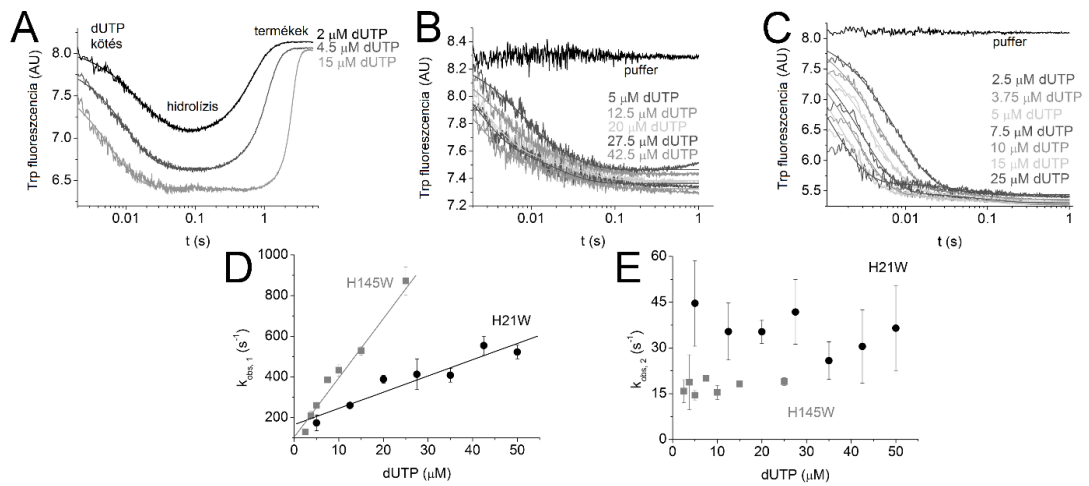 A
dUTP
kötés
termékek
hidrolízis
2 μM dUTP
4.5 μM dUTP
15 μM dUTP
Trp fluoreszcencia (AU)
8.0
7.5
7.0
6.5
0.01
0.1
1
t (s)
B
puffer
5 μM dUTP
12.5 μM dUTP
20 μM dUTP
27.5 μM dUTP
42.5 μM dUTP
Trp fluoreszcencia (AU)
8.4
8.2
8.0
7.8
7.6
7.4
7.2
0.01
0.1
1
t (s)
C
puffer
2.5 μM dUTP
3.75 μM dUTP
5 μM dUTP
7.5 μM dUTP
10 μM dUTP
15 μM dUTP
25 μM dUTP
Trp fluoreszcencia (AU)
8.0
7.5
7.0
6.5
6.0
5.5
0.01
0.1
1
t (s)
D
H145W
H21W
k obs, 1 (s-1)
1000
800
600
400
200
0
10
20
30
40
50
dUTP (μM)
E
H21W
H145W
k obs, 2 (s-1)
60
45
30
15
0
0
10
20
30
40
50
dUTP (μM)